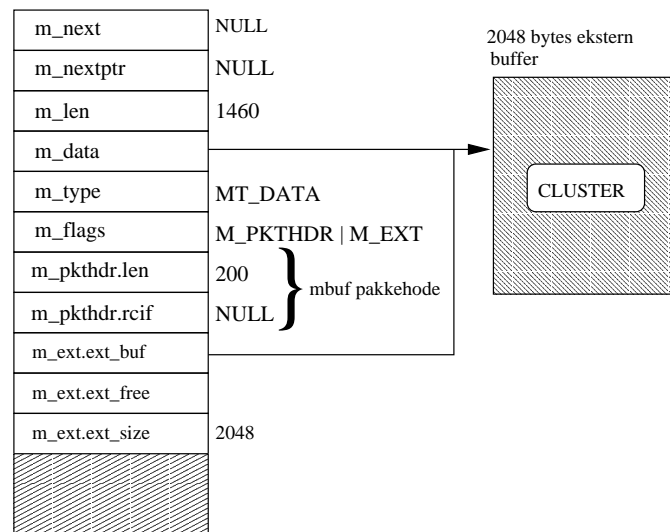 m_next NULL
2048 bytes ekstern
buffer
m_nextptr NULL
m_len 1460
m_data
m_type MT_DATA
CLUSTER
m_flags M_PKTHDR | M_EXT
m_pkthdr.len 200
mbuf pakkehode
m_pkthdr.rcif NULL
m_ext.ext_buf
m_ext.ext_free
m_ext.ext_size 2048